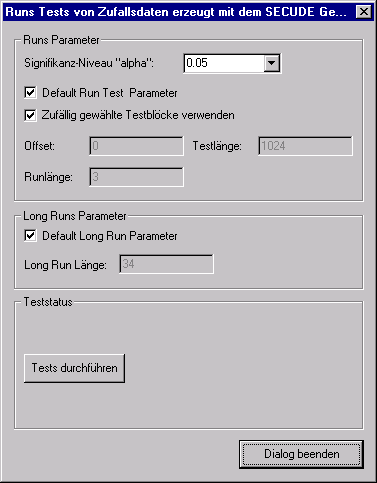 Runs Tests von Zufallsdaten erzeugt mit dem SECUDE Ge...
Runs Parameter
Signifikanz-Niveau "alpha": 0.05
Default Run Test Parameter
Zufällig gewählte Testblöcke verwenden
Offset: 0 Testlänge: 1024
Runlänge: 3
Long Runs Parameter
Default Long Run Parameter
Long Run Länge: 34
Teststatus
Tests durchführen
Dialog beenden